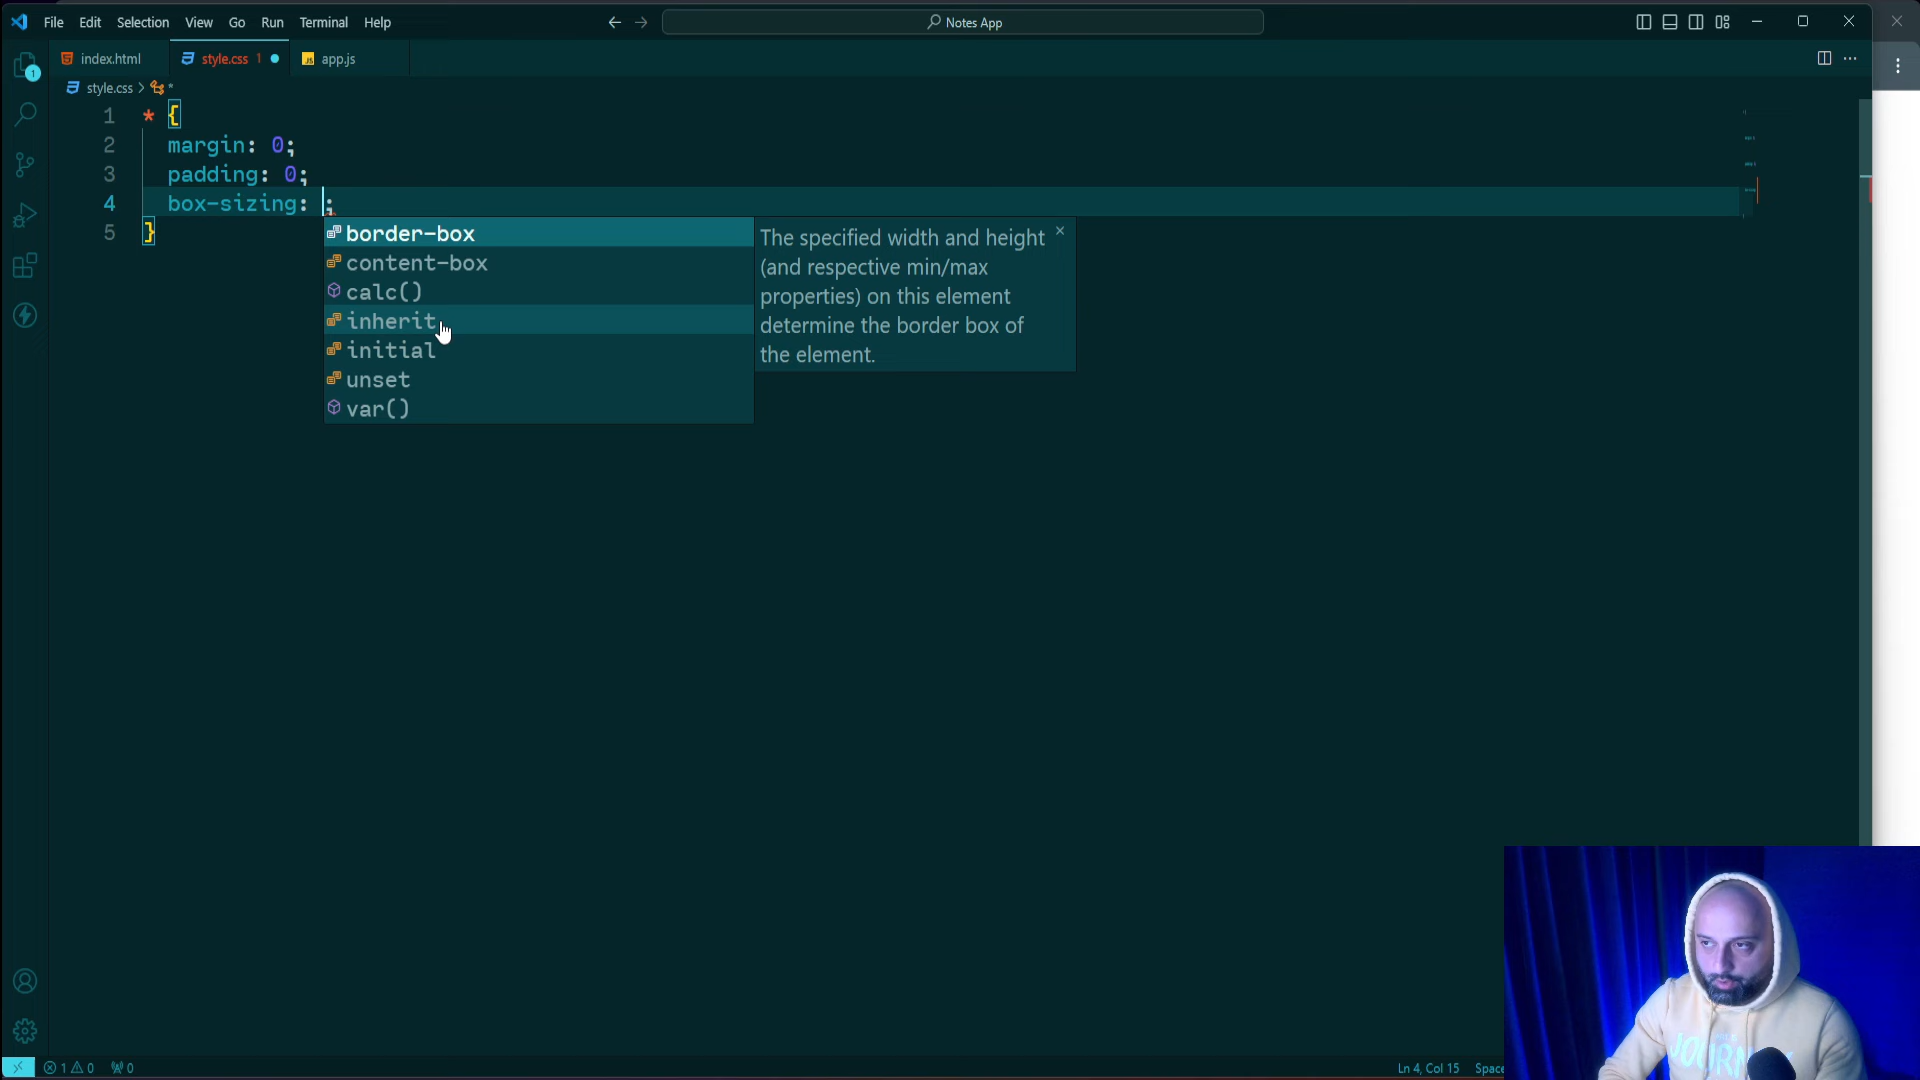 File Edit Selection View Go Run Terminal Help
Notes App
index.html
style.css 1
app.js
style.css > *
1 * {
2 margin: 0;
3 padding: 0;
4 box-sizing: ;
5 }
border-box
content-box
calc()
inherit
initial
unset
var()
The specified width and height
(and respective min/max
properties) on this element
determine the border box of
the element.
1
1 0 0
Ln 4, Col 15
JOURN